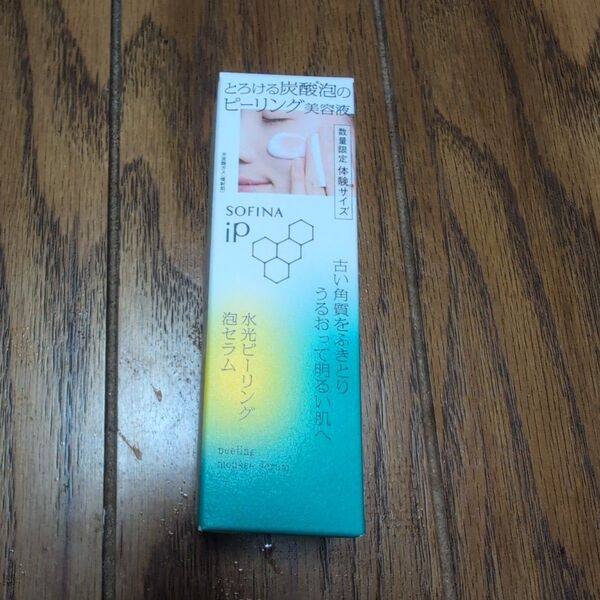 とろける炭酸泡の
ピーリング美容液
数量限定 体験サイズ
SOFINA
iP
古い角質をふきとり
うるおって明るい肌へ
水光ピーリング
泡セラム
peeling
mousse serum